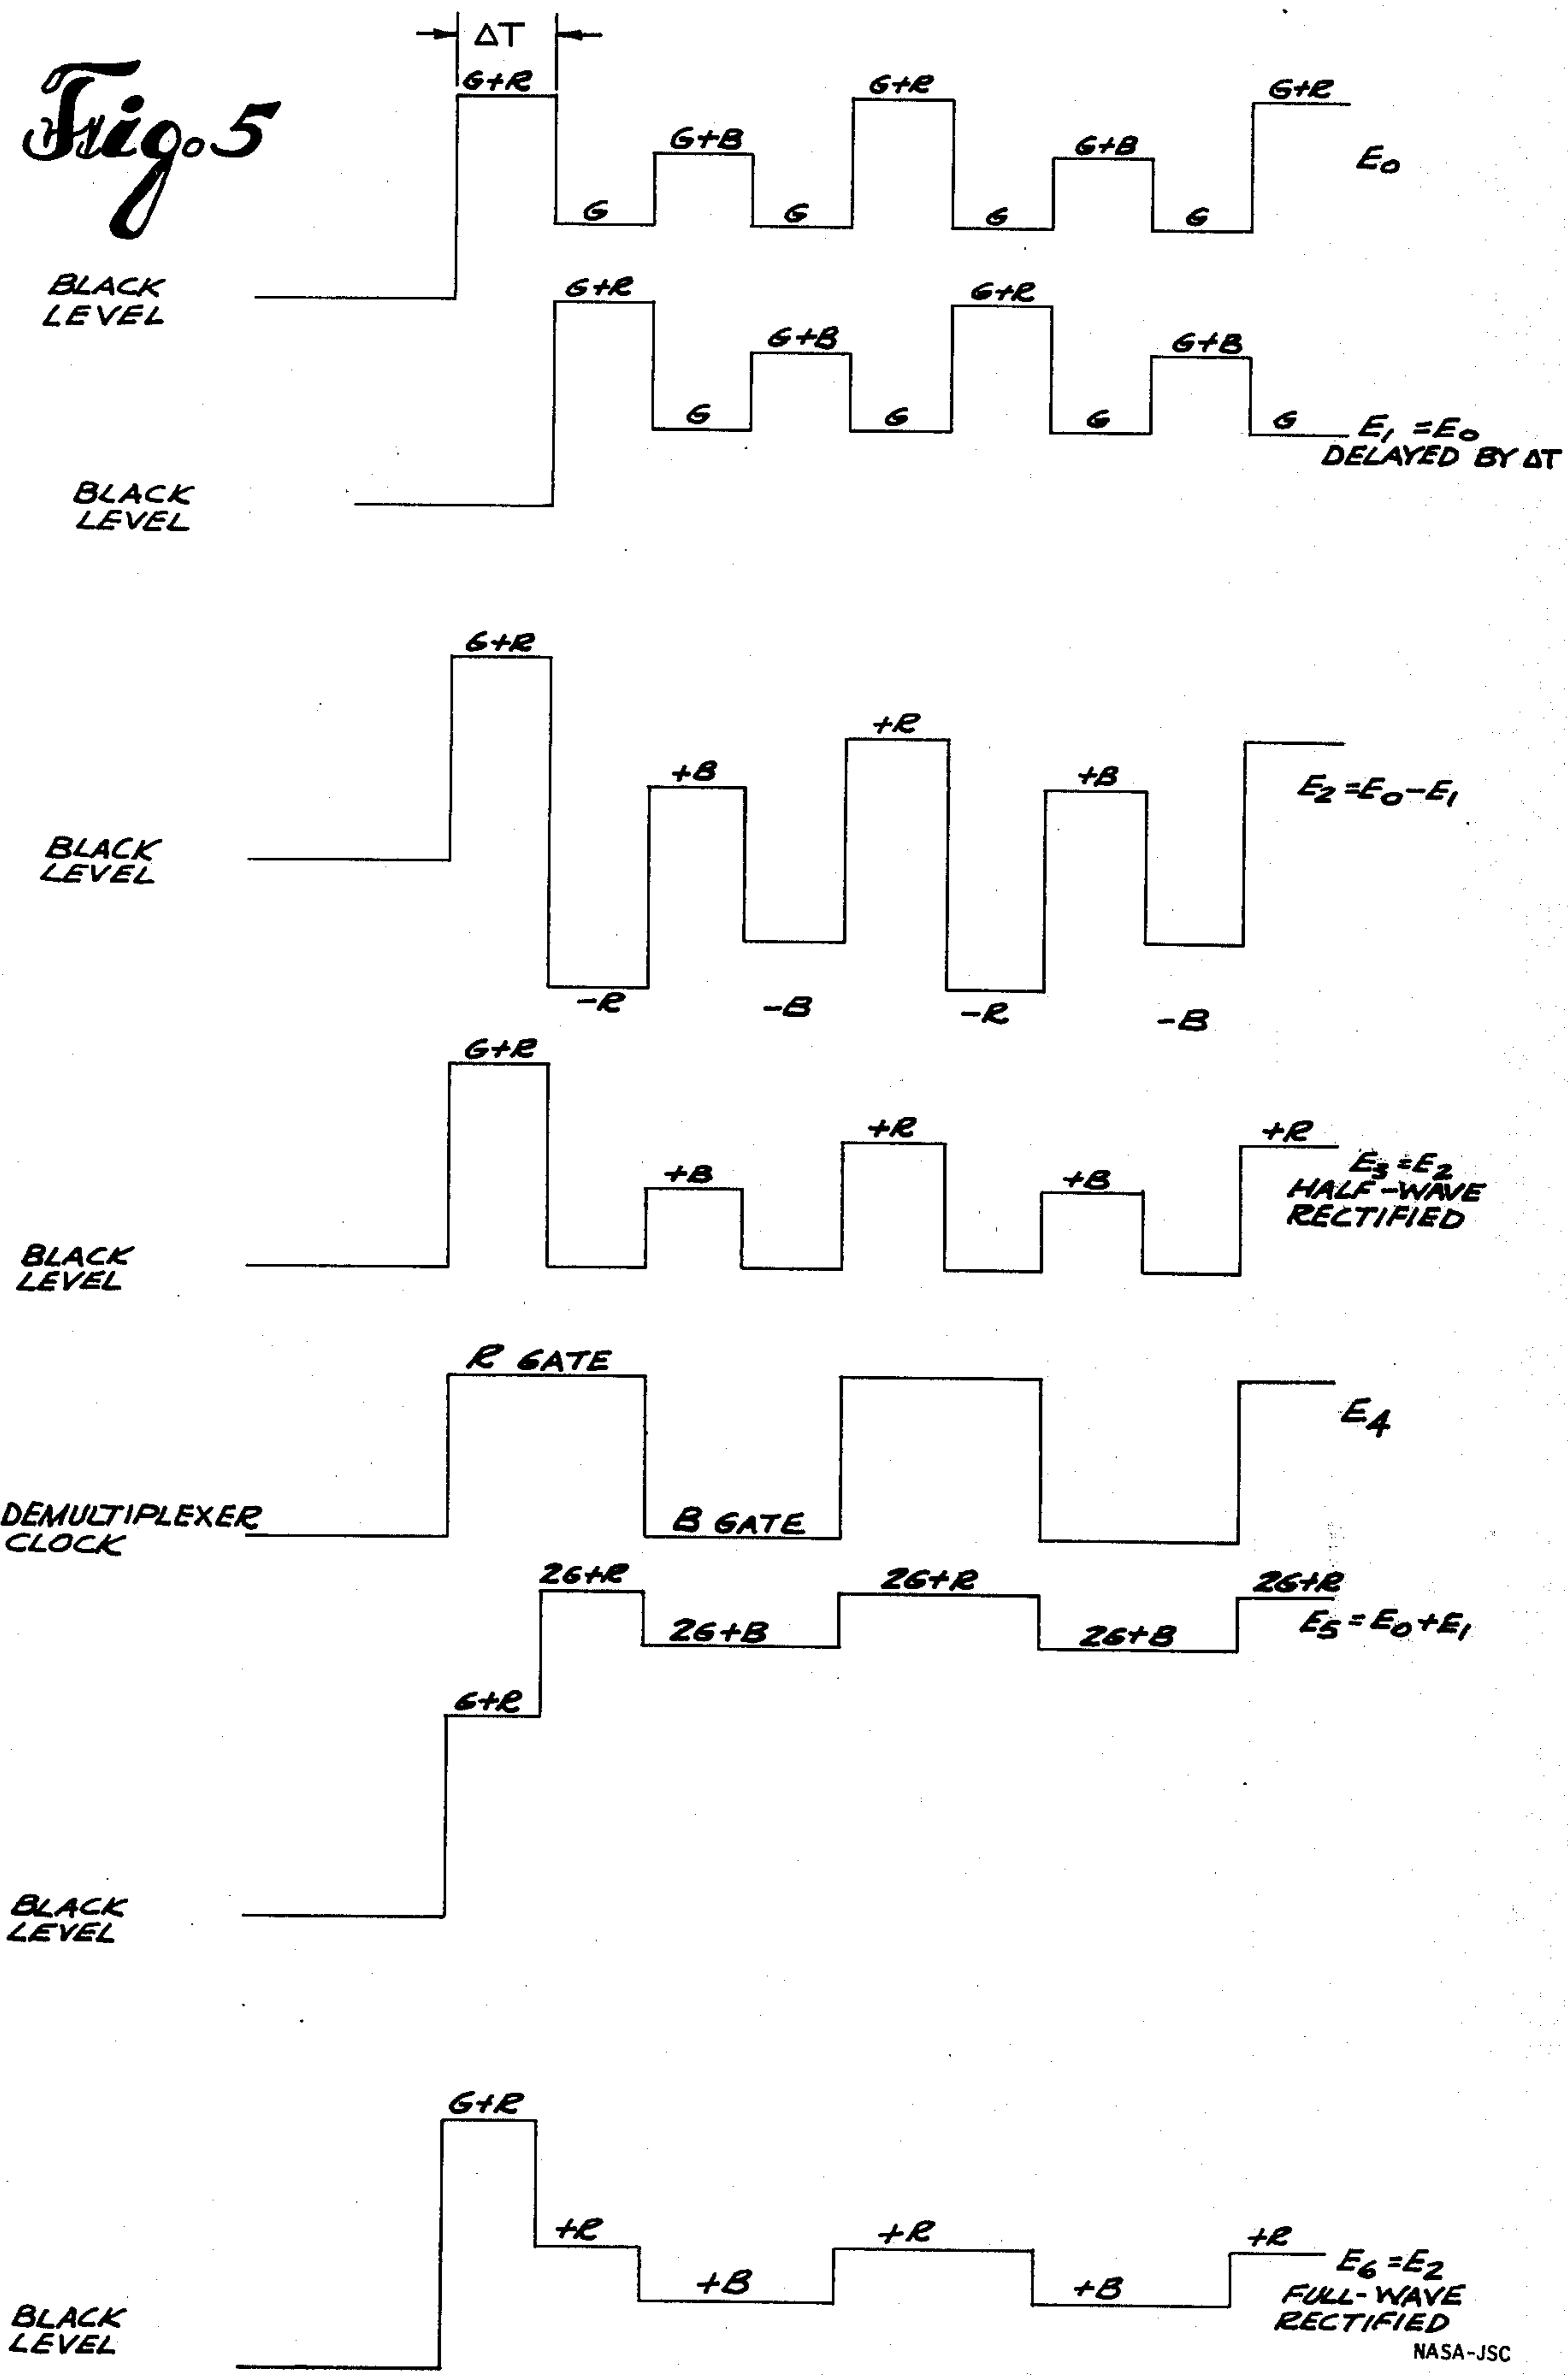 ΔT
Fig. 5
G+R
G
G+B
G
G+R
G
G+B
G
G+R
E₀
BLACK
LEVEL
G+R
G
G+B
G
G+R
G
G+B
G
E₁ = E₀
DELAYED BY ΔT
BLACK
LEVEL
G+R
-R
+B
-B
+R
-R
+B
-B
E₂ = E₀ - E₁
BLACK
LEVEL
G+R
+B
+R
+B
+R
E₃ = E₂
HALF-WAVE
RECTIFIED
BLACK
LEVEL
R GATE
B GATE
E₄
DEMULTIPLEXER
CLOCK
G+R
2G+R
2G+B
2G+R
2G+B
2G+R
E₅ = E₀ + E₁
BLACK
LEVEL
G+R
+R
+B
+R
+B
+R
E₆ = E₂
FULL-WAVE
RECTIFIED
BLACK
LEVEL
NASA-JSC